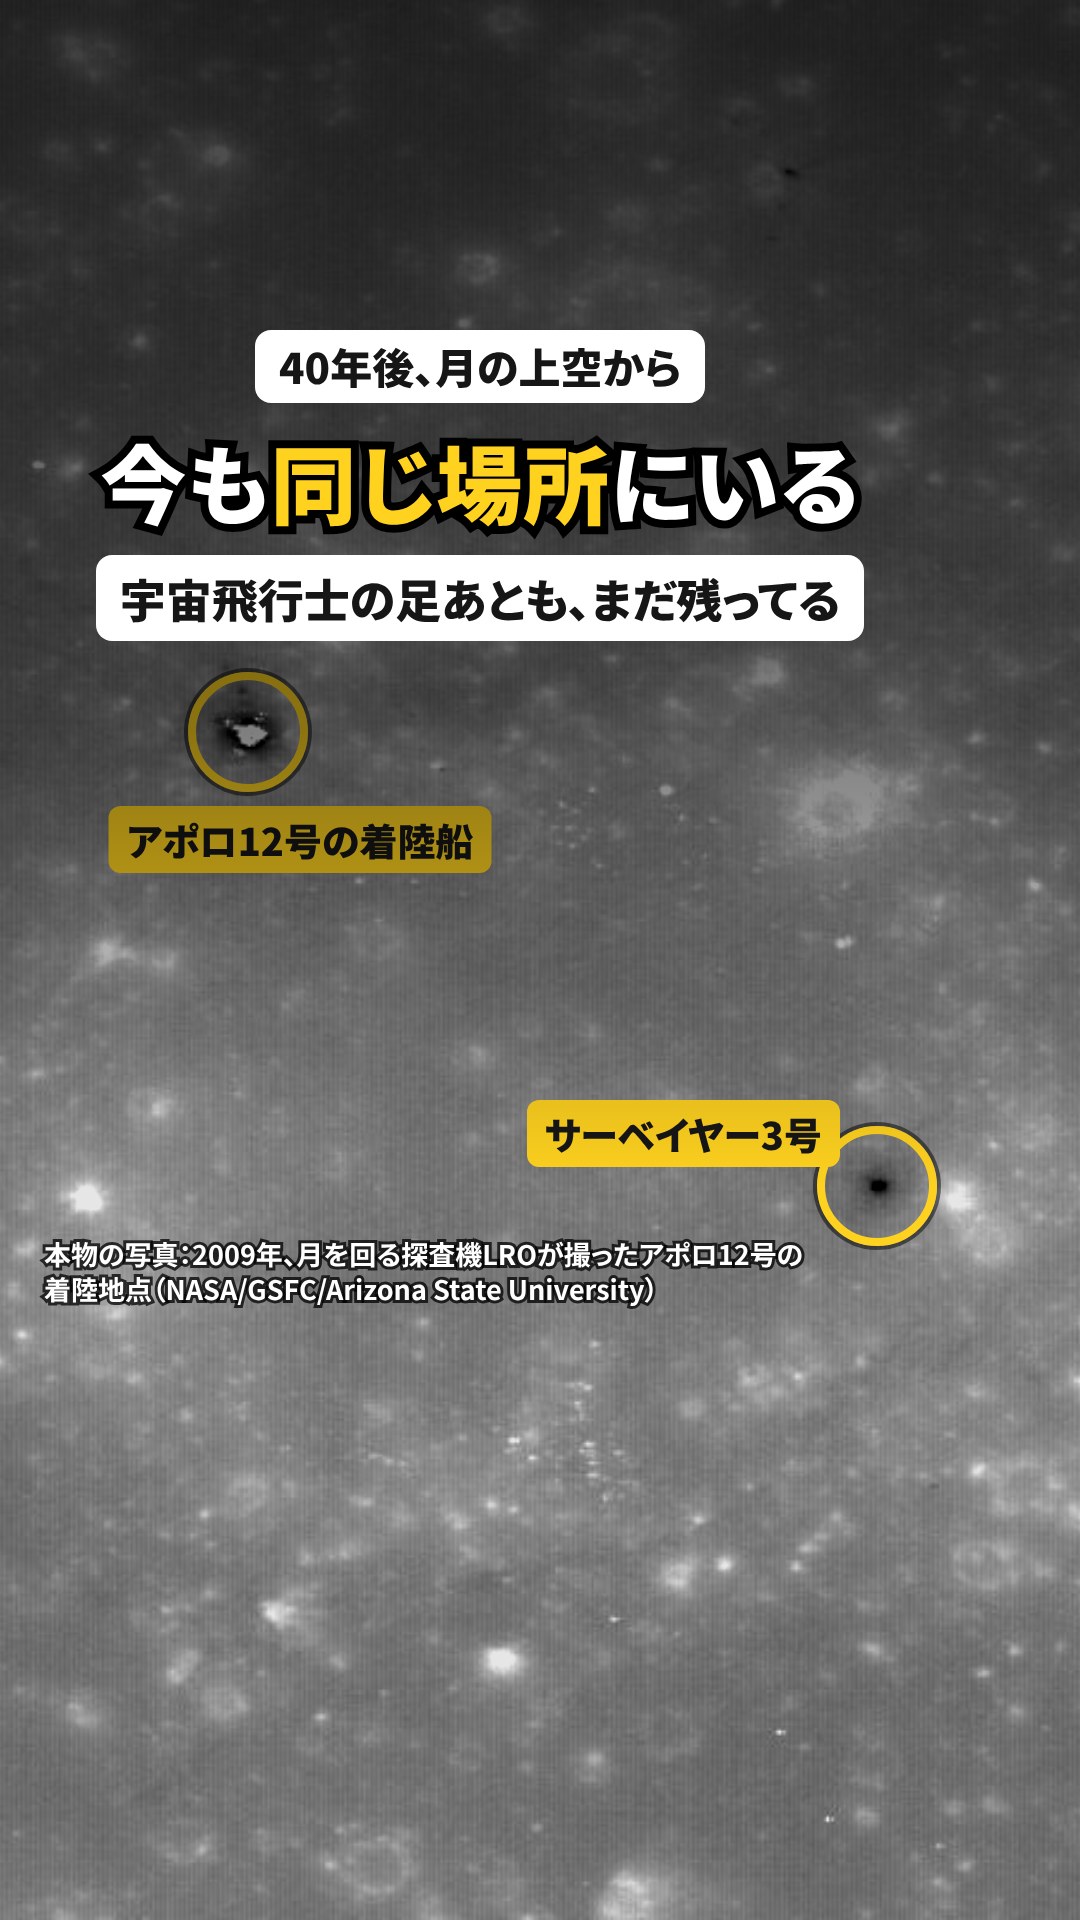 40年後、月の上空から
今も同じ場所にいる
宇宙飛行士の足あとも、まだ残ってる
アポロ12号の着陸船
サーベイヤー3号
本物の写真：2009年、月を回る探査機LROが撮ったアポロ12号の
着陸地点（NASA/GSFC/Arizona State University）